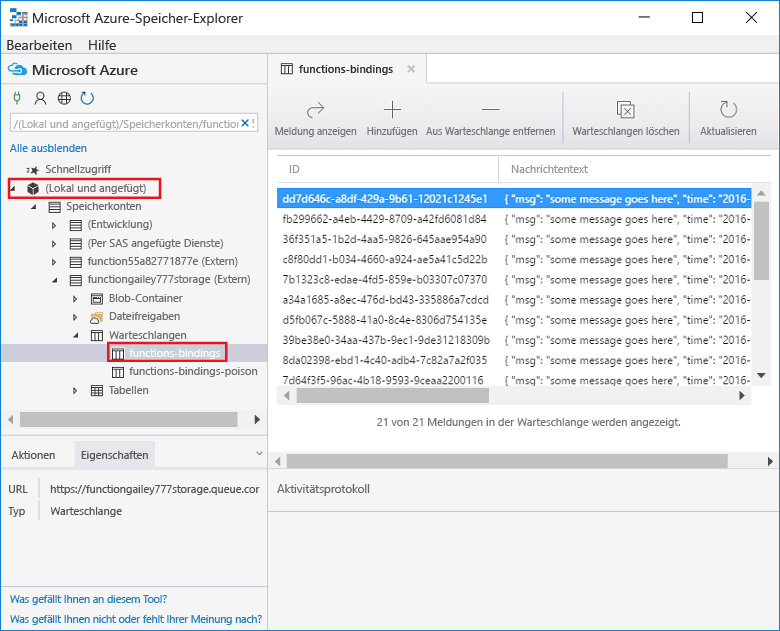 Microsoft Azure-Speicher-Explorer
Bearbeiten Hilfe
Microsoft Azure
/(Lokal und angefügt)/Speicherkonten/function
Alle ausblenden
Schnellzugriff
(Lokal und angefügt)
Speicherkonten
(Entwicklung)
(Per SAS angefügte Dienste)
function55a82771877e (Extern)
functiongailey777storage (Extern)
Blob-Container
Dateifreigaben
Warteschlangen
functions-bindings
functions-bindings-poison
Tabellen
Aktionen Eigenschaften
URL https://functiongailey777storage.queue.cor
Typ Warteschlange
Was gefällt Ihnen an diesem Tool?
Was gefällt Ihnen nicht oder fehlt Ihrer Meinung nach?
functions-bindings
Meldung anzeigen Hinzufügen Aus Warteschlange entfernen Warteschlangen löschen Aktualisieren
ID Nachrichtentext
dd7d646c-a8df-429a-9b61-12021c1245e1 { "msg": "some message goes here", "time": "2016-
fb299662-a4eb-4429-8709-a42fd6081d84 { "msg": "some message goes here", "time": "2016-
36f351a5-1b2d-4aa5-9826-645aae954a90 { "msg": "some message goes here", "time": "2016-
c8f80dd1-b034-4660-a924-ae5a41c5d22b { "msg": "some message goes here", "time": "2016-
7b1323c8-edae-4fd5-859e-b03307c07370 { "msg": "some message goes here", "time": "2016-
a34a1685-a8ec-476d-bd43-335886a7cdcd { "msg": "some message goes here", "time": "2016-
d5fb067c-5888-41a0-8c4e-8306d754135e { "msg": "some message goes here", "time": "2016-
39be38e0-34aa-437b-9ec1-9de31218309b { "msg": "some message goes here", "time": "2016-
8da02398-ebd1-4c40-adb4-7c82a7a2f035 { "msg": "some message goes here", "time": "2016-
7d64f3f5-96ac-4b18-9593-9ceaa2200116 { "msg": "some message goes here", "time": "2016-
21 von 21 Meldungen in der Warteschlange werden angezeigt.
Aktivitätsprotokoll